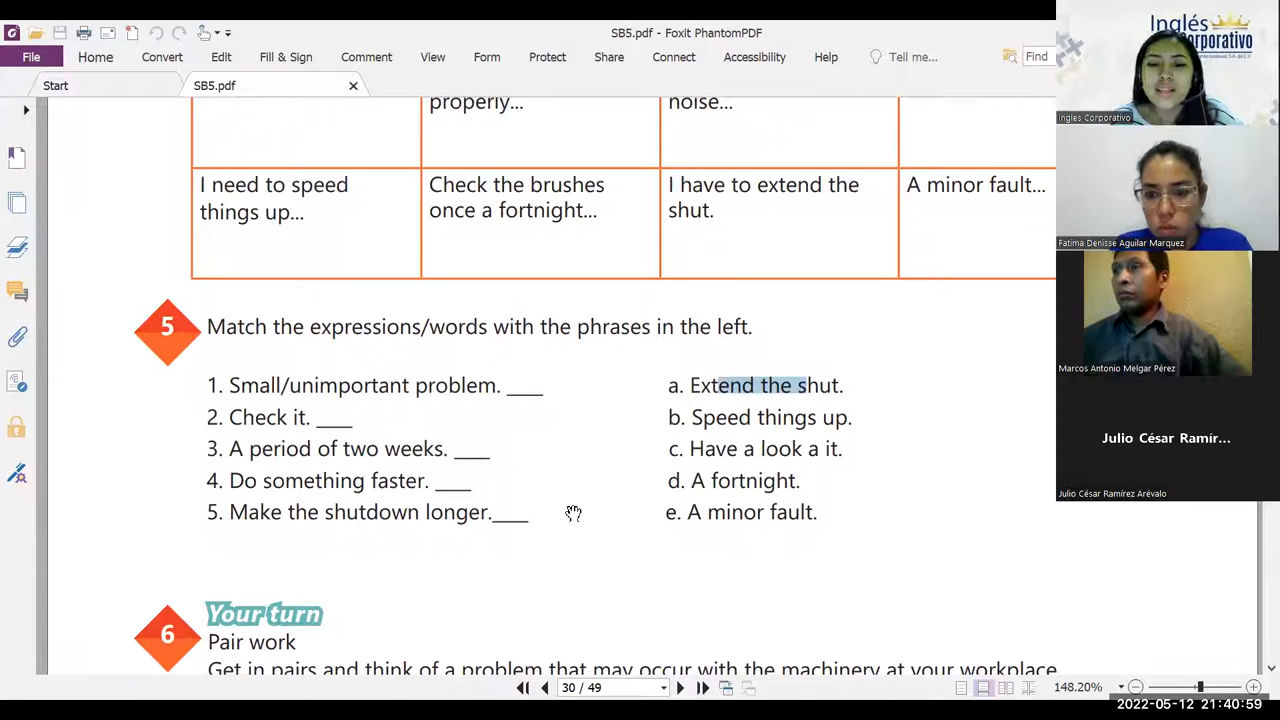 SB5.pdf - Foxit PhantomPDF
File Home Convert Edit Fill & Sign Comment View Form Protect Share Connect Accessibility Help Tell me... Find
Start SB5.pdf
properly... noise...
I need to speed things up...
Check the brushes once a fortnight...
I have to extend the shut.
A minor fault...
5 Match the expressions/words with the phrases in the left.
1. Small/unimportant problem. ____ a. Extend the shut.
2. Check it. ____ b. Speed things up.
3. A period of two weeks. ____ c. Have a look a it.
4. Do something faster. ____ d. A fortnight.
5. Make the shutdown longer.____ e. A minor fault.
6 Your turn
Pair work
Get in pairs and think of a problem that may occur with the machinery at your workplace
30 / 49
148.20%
Inglés
Corporativo
Ingles Corporativo
Fatima Denisse Aguilar Marquez
Marcos Antonio Melgar Pérez
Julio César Ramír...
Julio César Ramírez Arévalo
2022-05-12 21:40:59